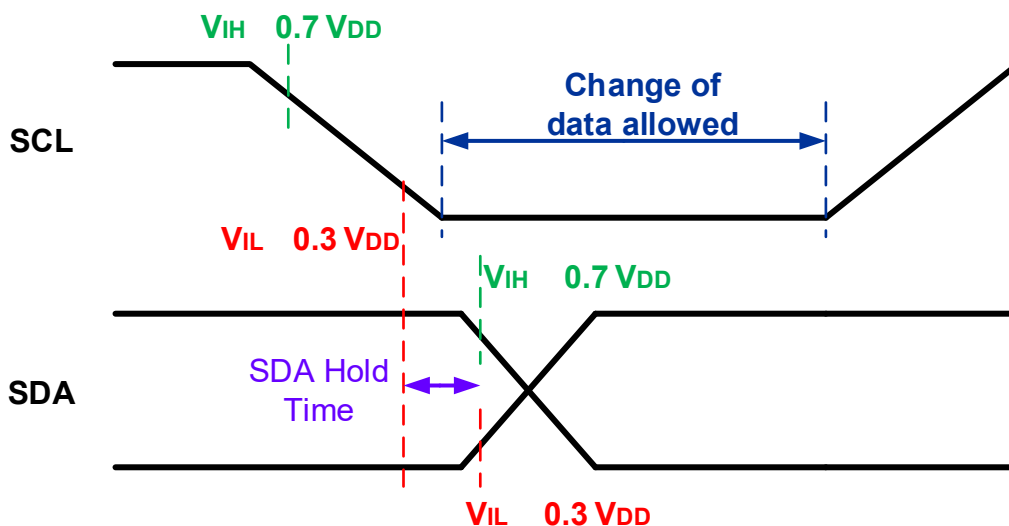 VIH 0.7 VDD
Change of
data allowed
SCL
VIL 0.3 VDD
VIH 0.7 VDD
SDA Hold
Time
SDA
VIL 0.3 VDD